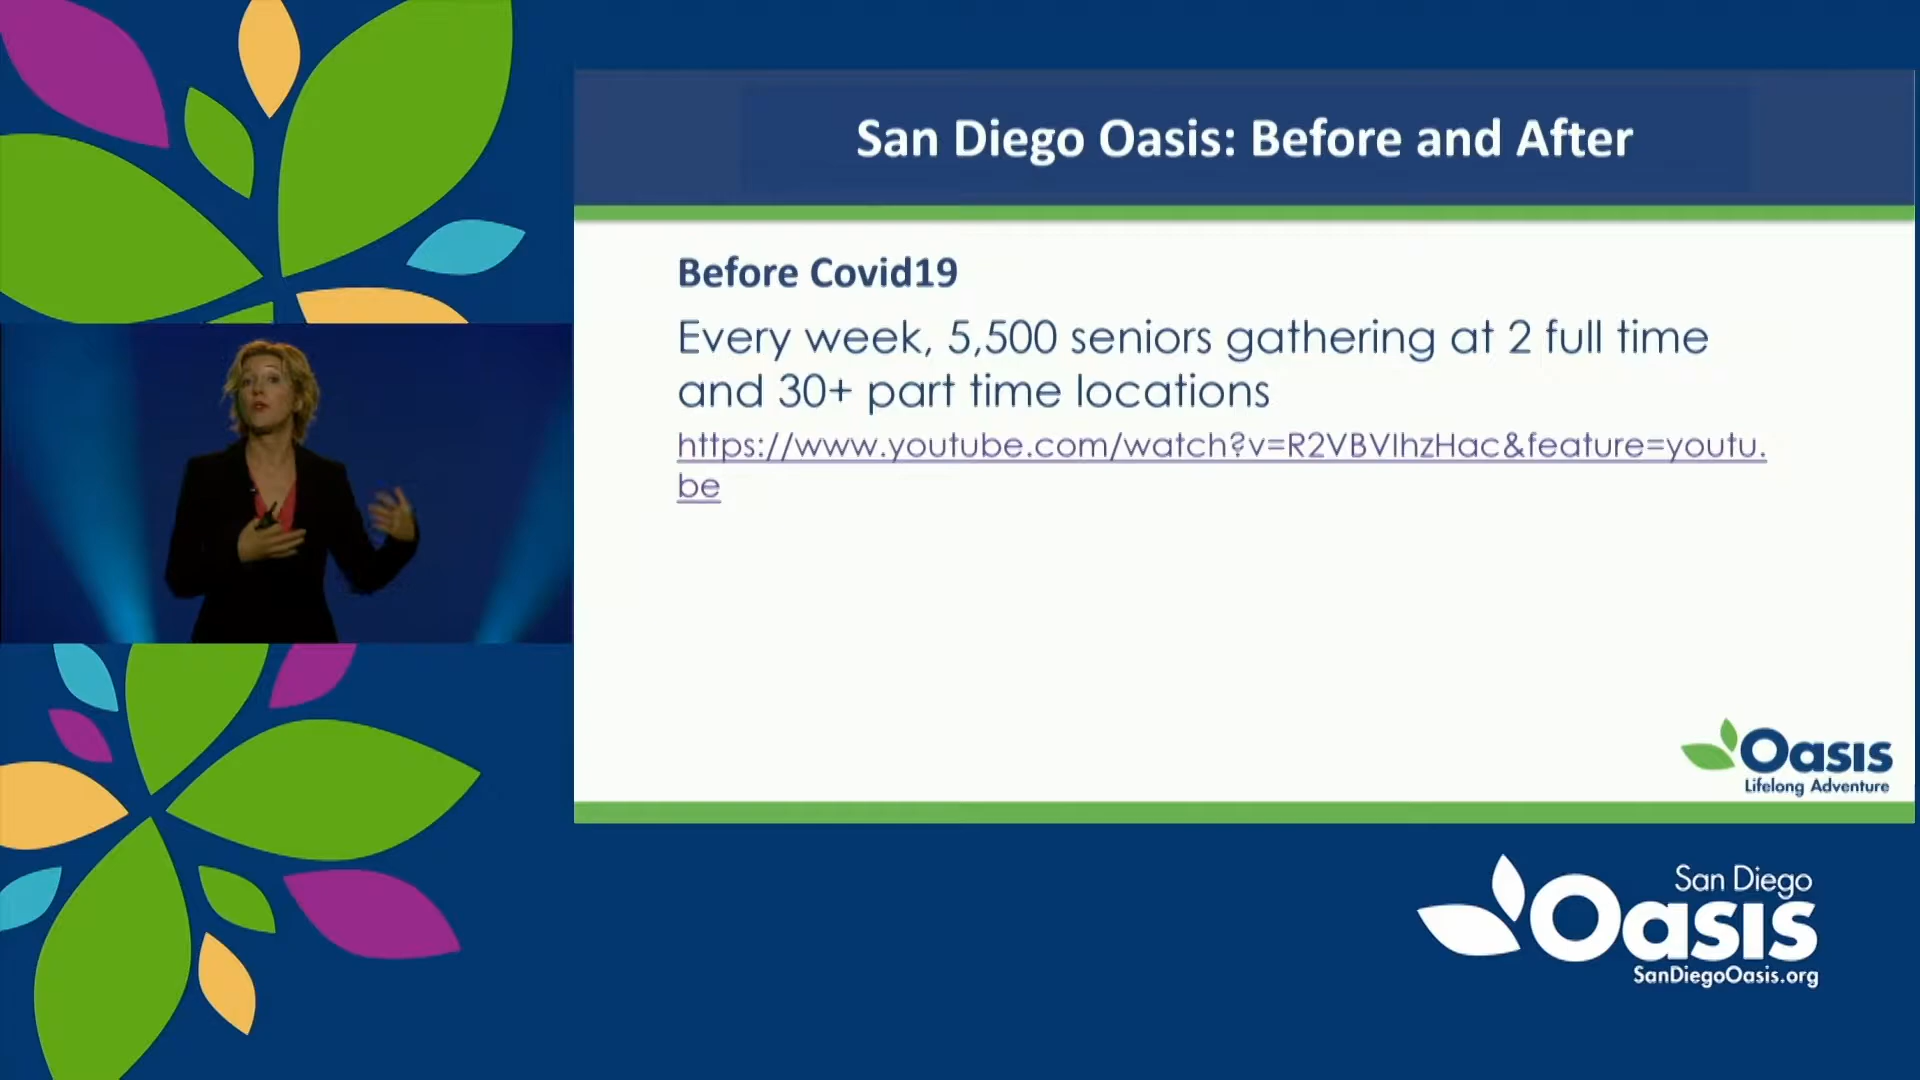 San Diego Oasis: Before and After
Before Covid19
Every week, 5,500 seniors gathering at 2 full time
and 30+ part time locations
https://www.youtube.com/watch?v=R2VBVIhzHac&feature=youtu.
be
Oasis
Lifelong Adventure
San Diego
Oasis
SanDiegoOasis.org